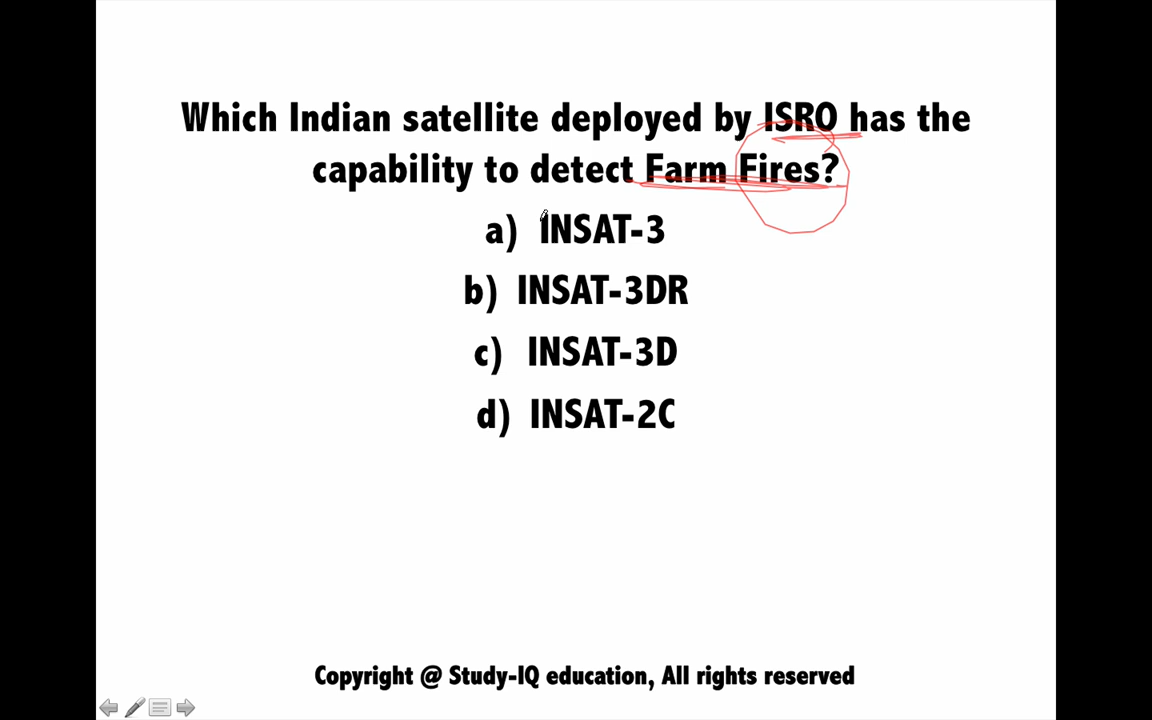 Which Indian satellite deployed by ISRO has the
capability to detect Farm Fires?
a) INSAT-3
b) INSAT-3DR
c) INSAT-3D
d) INSAT-2C
Copyright @ Study-IQ education, All rights reserved